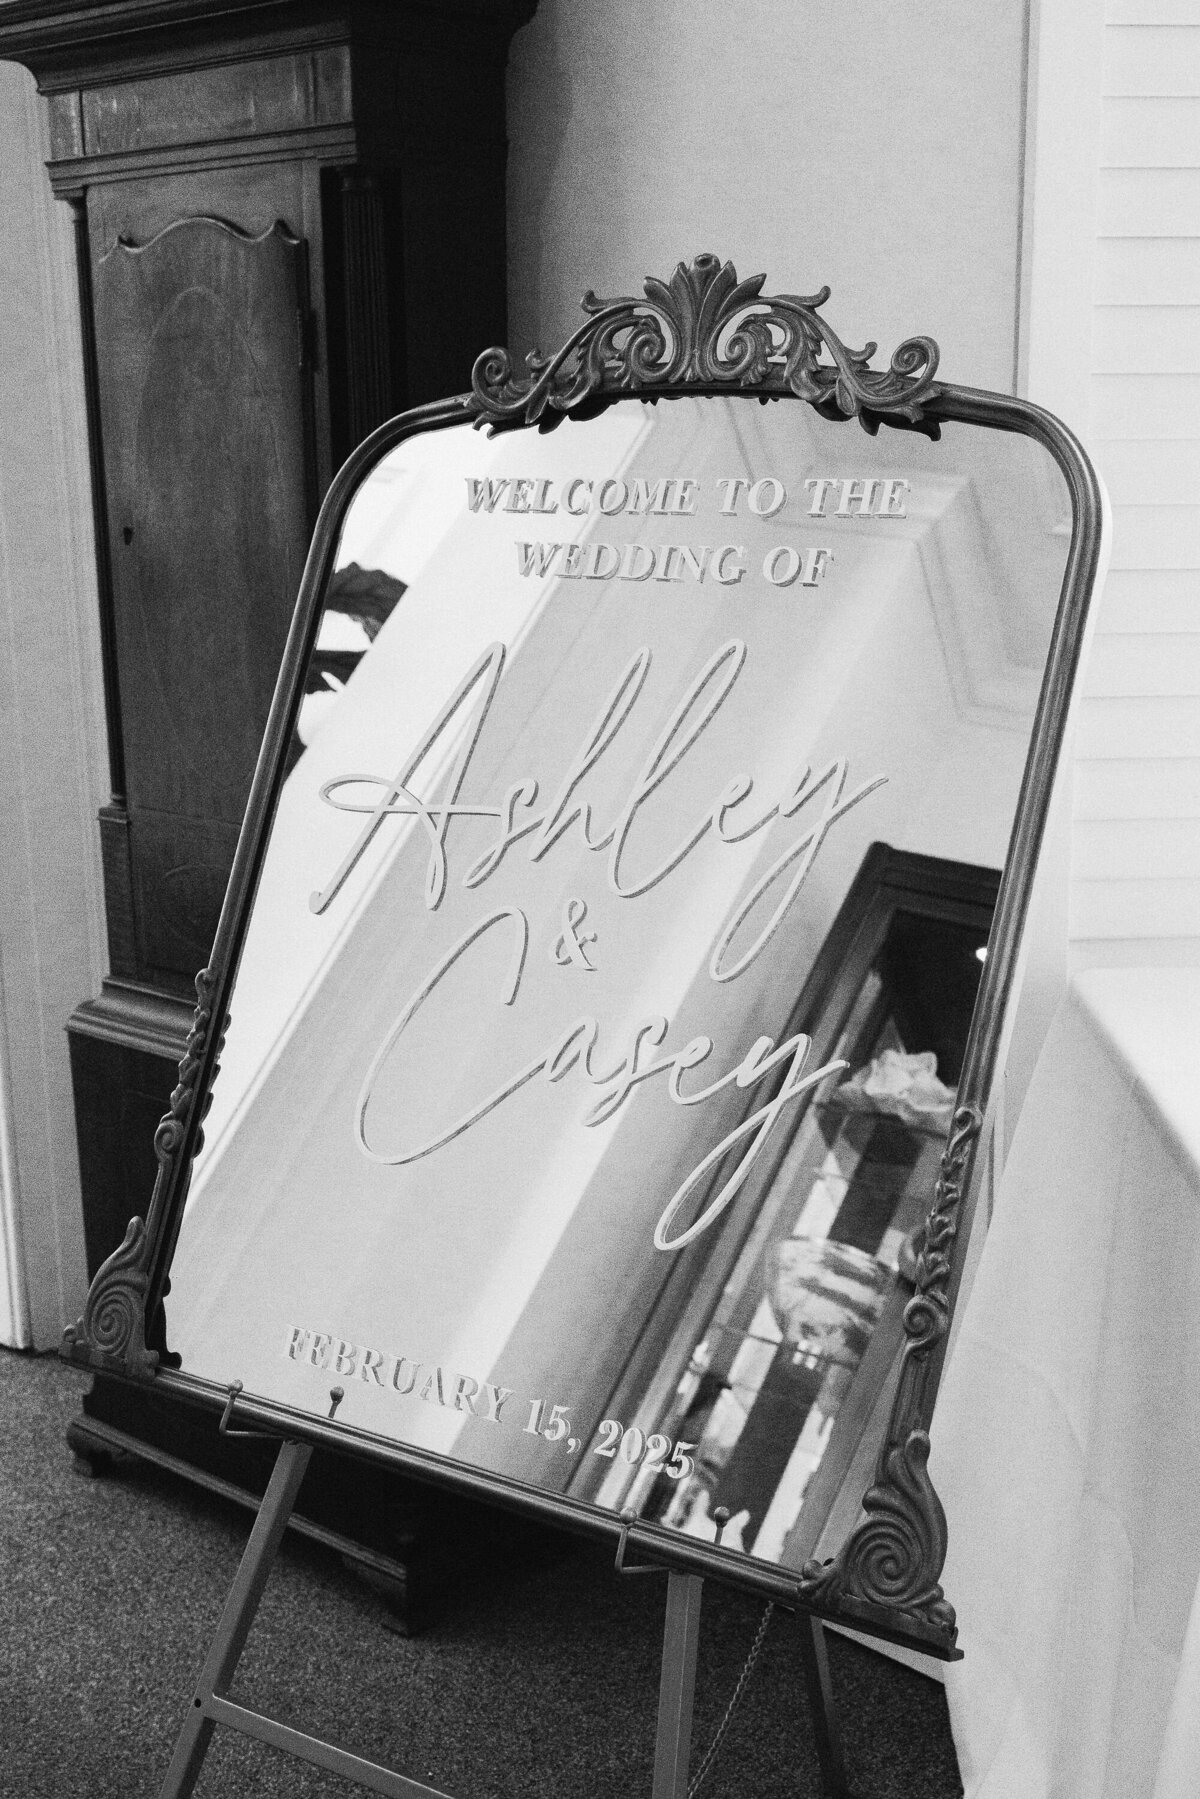 WELCOME TO THE
WEDDING OF
Ashley
&
Casey
FEBRUARY 15, 2025